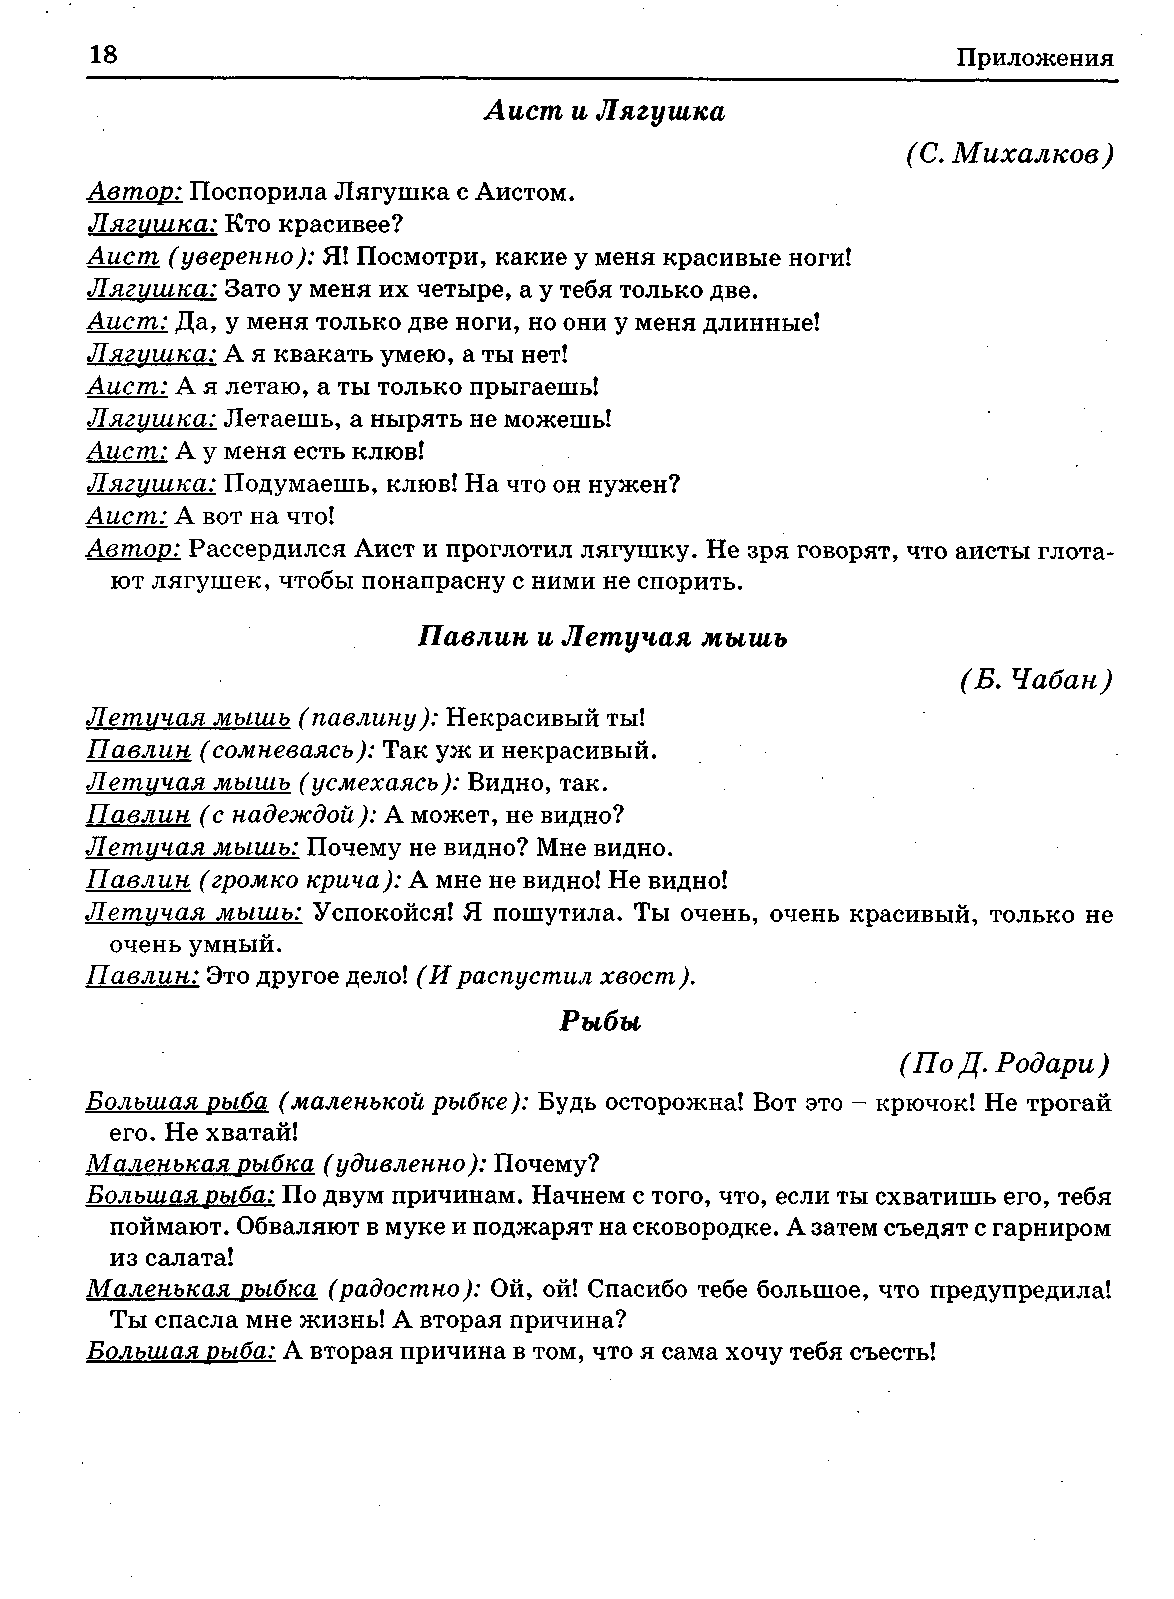 18
Приложения
Аист и Лягушка
(С. Михалков)
Автор: Поспорила Лягушка с Аистом.
Лягушка: Кто красивее?
Аист (уверенно): Я! Посмотри, какие у меня красивые ноги!
Лягушка: Зато у меня их четыре, а у тебя только две.
Аист: Да, у меня только две ноги, но они у меня длинные!
Лягушка: А я квакать умею, а ты нет!
Аист: А я летаю, а ты только прыгаешь!
Лягушка: Летаешь, а нырять не можешь!
Аист: А у меня есть клюв!
Лягушка: Подумаешь, клюв! На что он нужен?
Аист: А вот на что!
Автор: Рассердился Аист и проглотил лягушку. Не зря говорят, что аисты глота-
ют лягушек, чтобы понапрасну с ними не спорить.
Павлин и Летучая мышь
(Б. Чабан)
Летучая мышь (павлину): Некрасивый ты!
Павлин (сомневаясь): Так уж и некрасивый.
Летучая мышь (усмехаясь): Видно, так.
Павлин (с надеждой): А может, не видно?
Летучая мышь: Почему не видно? Мне видно.
Павлин (громко крича): А мне не видно! Не видно!
Летучая мышь: Успокойся! Я пошутила. Ты очень, очень красивый, только не
очень умный.
Павлин: Это другое дело! (И распустил хвост).
Рыбы
(По Д. Родари)
Большая рыба (маленькой рыбке): Будь осторожна! Вот это – крючок! Не трогай
его. Не хватай!
Маленькая рыбка (удивленно): Почему?
Большая рыба: По двум причинам. Начнем с того, что, если ты схватишь его, тебя
поймают. Обваляют в муке и поджарят на сковородке. А затем съедят с гарниром
из салата!
Маленькая рыбка (радостно): Ой, ой! Спасибо тебе большое, что предупредила!
Ты спасла мне жизнь! А вторая причина?
Большая рыба: А вторая причина в том, что я сама хочу тебя съесть!